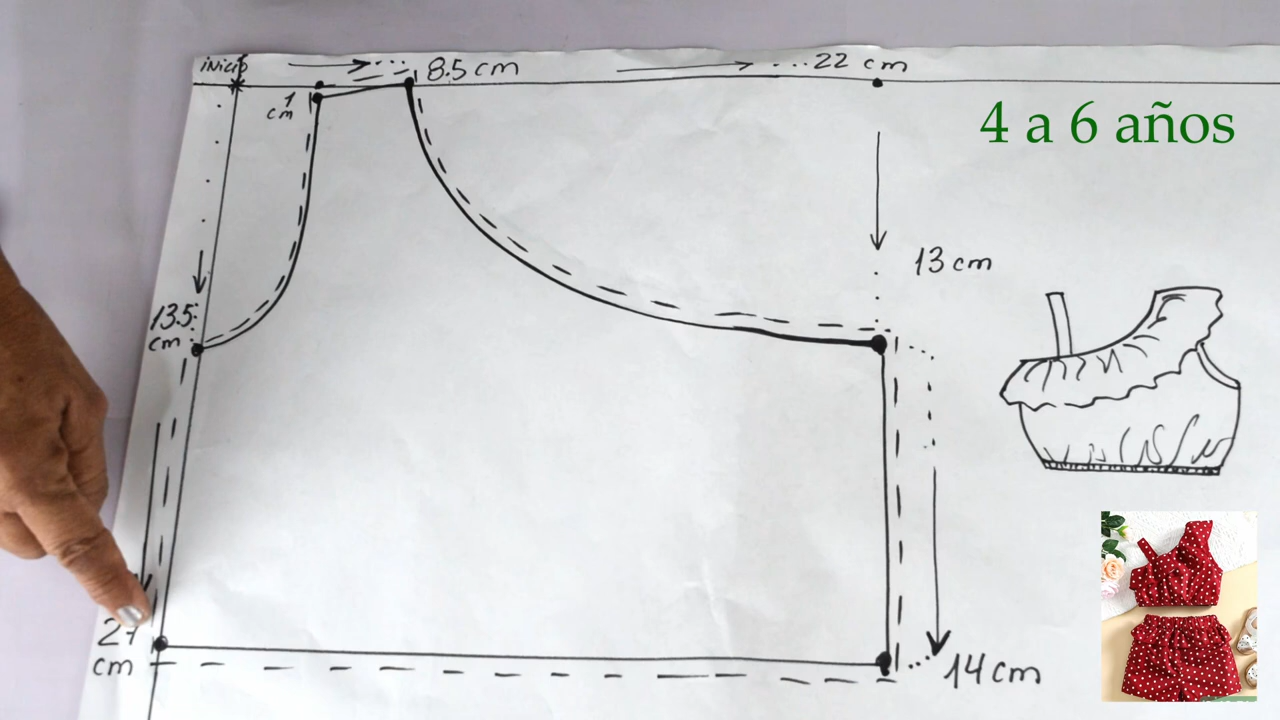 inicio
8.5 cm
...22 cm
1
cm
4 a 6 años
13 cm
13.5
cm
27
cm
14 cm